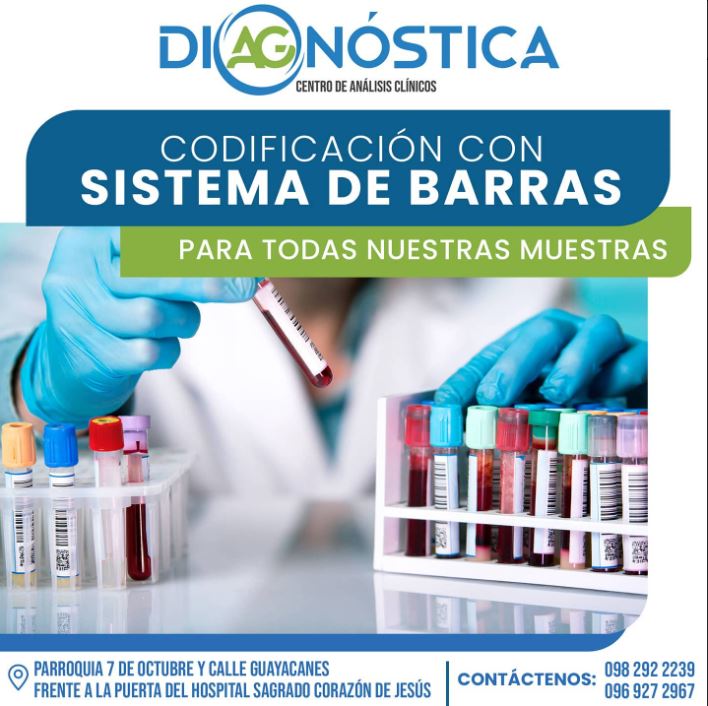 DIAGNÓSTICA
CENTRO DE ANÁLISIS CLÍNICOS
CODIFICACIÓN CON
SISTEMA DE BARRAS
PARA TODAS NUESTRAS MUESTRAS
PARROQUIA 7 DE OCTUBRE Y CALLE GUAYACANES
FRENTE A LA PUERTA DEL HOSPITAL SAGRADO CORAZÓN DE JESÚS
CONTÁCTENOS:
098 292 2239
096 927 2967